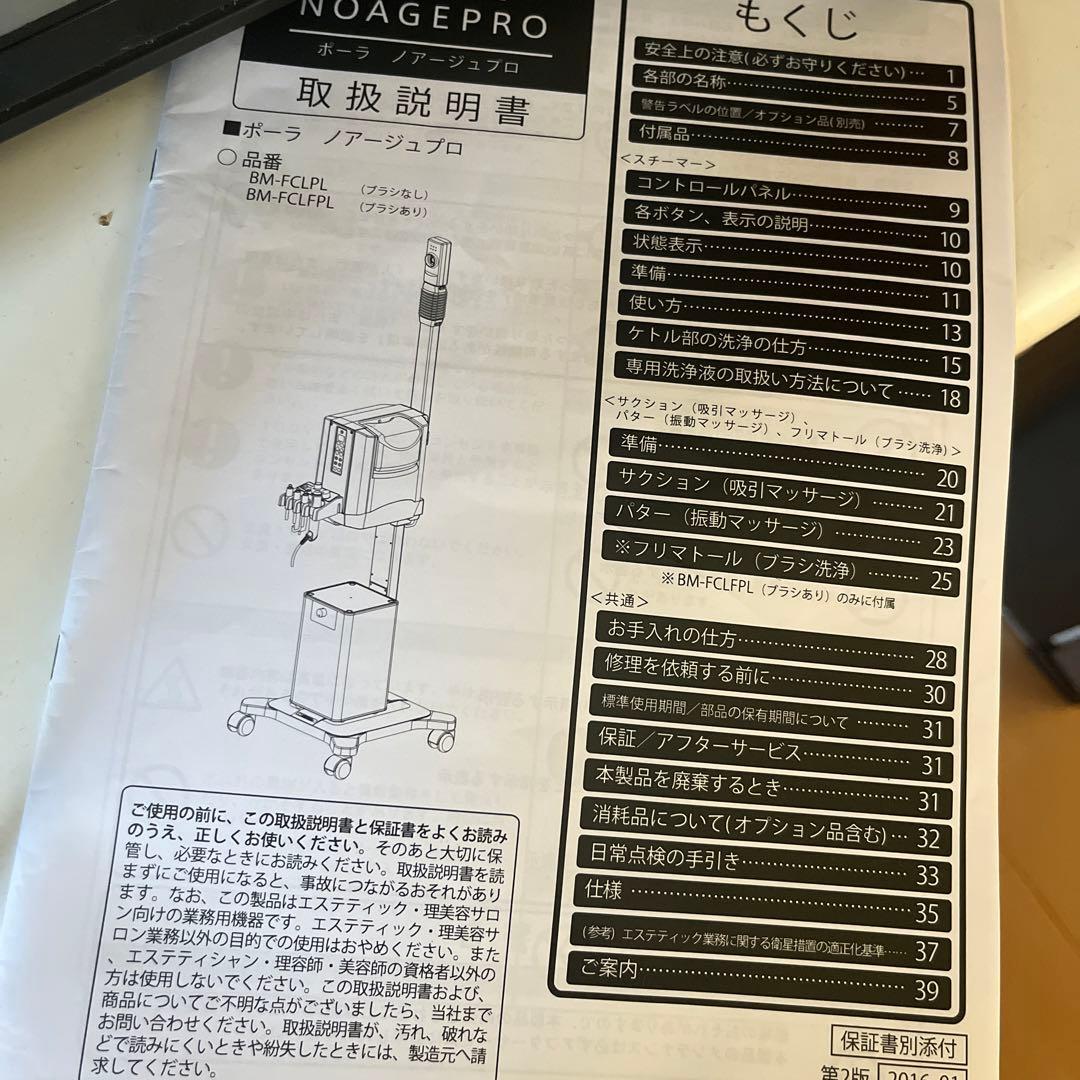 NOAGEPRO
ポーラ ノアージュプロ
取扱説明書
■ポーラ ノアージュプロ
○ 品番
BM-FCLPL (ブラシなし)
BM-FCLFPL (ブラシあり)
ご使用の前に、この取扱説明書と保証書をよくお読み
のうえ、正しくお使いください。そのあと大切に保
管し、必要なときにお読みください。取扱説明書を読
まずにご使用になると、事故につながるおそれがあり
ます。なお、この製品はエステティック・理美容サロ
ン向けの業務用機器です。エステティック・理美容サ
ロン業務以外の目的での使用はおやめください。また
、エステティシャン・理容師・美容師の資格者以外の
方は使用しないでください。この取扱説明書および、
商品についてご不明な点がございましたら、当社まで
お問い合わせください。取扱説明書が、汚れ、破れな
どで読みにくいときや紛失したときには、製造元へ請
求してください。
もくじ
安全上の注意(必ずお守りください)… 1
各部の名称…………………… 5
警告ラベルの位置／オプション品(別売) ……… 7
付属品……………………… 8
＜スチーマー＞
コントロールパネル……………… 9
各ボタン、表示の説明…………… 10
状態表示…………………… 10
準備……………………… 11
使い方……………………… 13
ケトル部の洗浄の仕方…………… 15
専用洗浄液の取扱い方法について…… 18
＜サクション（吸引マッサージ）、
パター（振動マッサージ）、フリマトール（ブラシ洗浄）＞
準備……………………… 20
サクション（吸引マッサージ）……… 21
パター（振動マッサージ）………… 23
※フリマトール（ブラシ洗浄）……… 25
※BM-FCLFPL（ブラシあり）のみに付属
＜共通＞
お手入れの仕方………………… 28
修理を依頼する前に……………… 30
標準使用期間／部品の保有期間について ……… 31
保証／アフターサービス………… 31
本製品を廃棄するとき…………… 31
消耗品について(オプション品含む)… 32
日常点検の手引き……………… 33
仕様 ……………………… 35
(参考) エステティック業務に関する衛星措置の適正化基準…… 37
ご案内……………………… 39
保証書別添付
第2版 2016-01